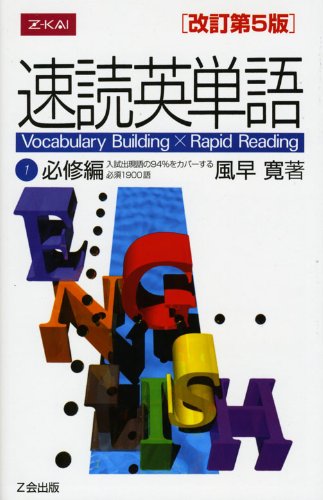 Z-KAI
[改訂第5版]
速読英単語
Vocabulary Building×Rapid Reading
1 必修編 入試出現語の94%をカバーする
必須1900語
風早 寛著
ENGLISH
Z会出版